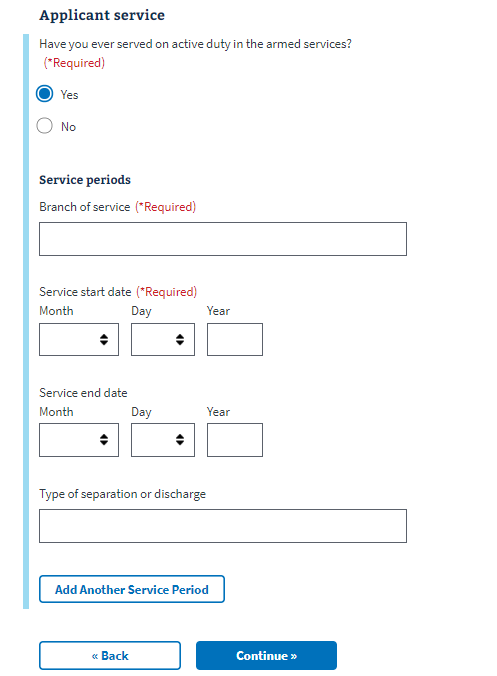 Applicant service
Have you ever served on active duty in the armed services?
(*Required)
Yes
No
Service periods
Branch of service (*Required)
Service start date (*Required)
Month Day Year
Service end date
Month Day Year
Type of separation or discharge
Add Another Service Period
« Back Continue »